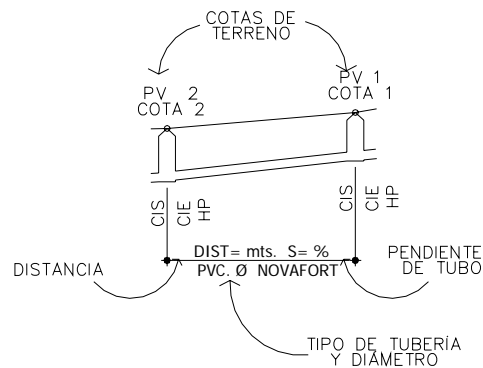 COTAS DE
TERRENO
PV 2
COTA 2
PV 1
COTA 1
CIS
CIE
HP
CIS
CIE
HP
DIST= mts. S= %
PVC. Ø NOVAFORT
DISTANCIA
PENDIENTE
DE TUBO
TIPO DE TUBERÍA
Y DIÁMETRO